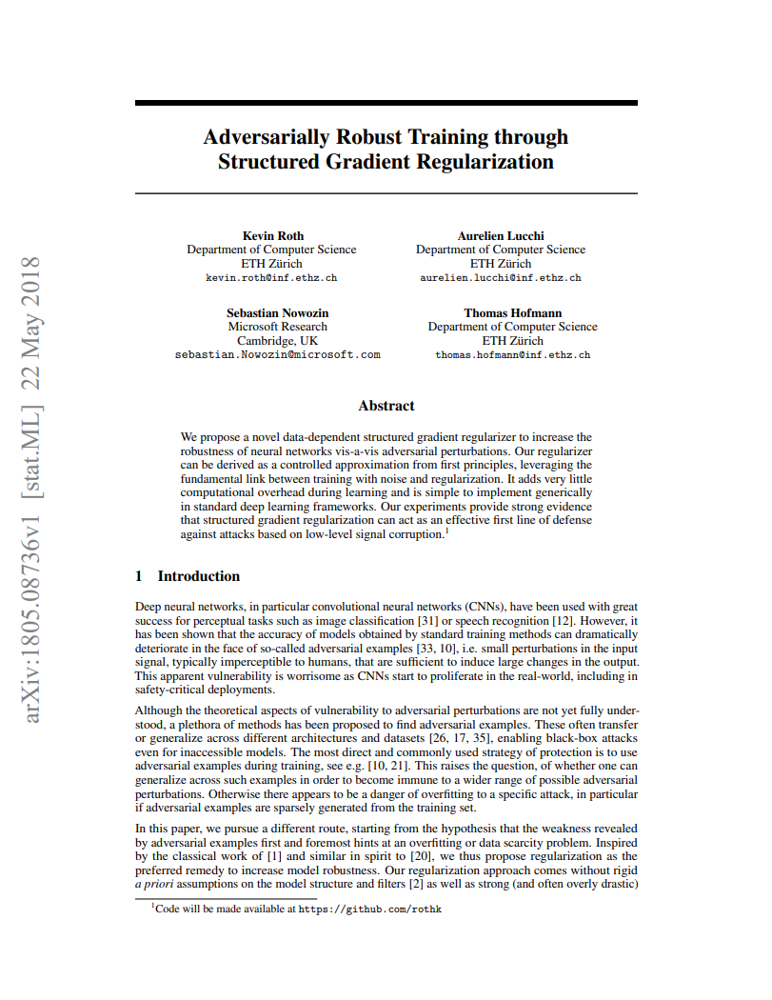 Adversarially Robust Training through
Structured Gradient Regularization
Kevin Roth
Department of Computer Science
ETH Zürich
kevin.roth@inf.ethz.ch
Aurelien Lucchi
Department of Computer Science
ETH Zürich
aurelien.lucchi@inf.ethz.ch
Sebastian Nowozin
Microsoft Research
Cambridge, UK
sebastian.Nowozin@microsoft.com
Thomas Hofmann
Department of Computer Science
ETH Zürich
thomas.hofmann@inf.ethz.ch
Abstract
We propose a novel data-dependent structured gradient regularizer to increase the
robustness of neural networks vis-a-vis adversarial perturbations. Our regularizer
can be derived as a controlled approximation from first principles, leveraging the
fundamental link between training with noise and regularization. It adds very little
computational overhead during learning and is simple to implement generically
in standard deep learning frameworks. Our experiments provide strong evidence
that structured gradient regularization can act as an effective first line of defense
against attacks based on low-level signal corruption.1
1 Introduction
Deep neural networks, in particular convolutional neural networks (CNNs), have been used with great
success for perceptual tasks such as image classification [31] or speech recognition [12]. However, it
has been shown that the accuracy of models obtained by standard training methods can dramatically
deteriorate in the face of so-called adversarial examples [33, 10], i.e. small perturbations in the input
signal, typically imperceptible to humans, that are sufficient to induce large changes in the output.
This apparent vulnerability is worrisome as CNNs start to proliferate in the real-world, including in
safety-critical deployments.
Although the theoretical aspects of vulnerability to adversarial perturbations are not yet fully under-
stood, a plethora of methods has been proposed to find adversarial examples. These often transfer
or generalize across different architectures and datasets [26, 17, 35], enabling black-box attacks
even for inaccessible models. The most direct and commonly used strategy of protection is to use
adversarial examples during training, see e.g. [10, 21]. This raises the question, of whether one can
generalize across such examples in order to become immune to a wider range of possible adversarial
perturbations. Otherwise there appears to be a danger of overfitting to a specific attack, in particular
if adversarial examples are sparsely generated from the training set.
In this paper, we pursue a different route, starting from the hypothesis that the weakness revealed
by adversarial examples first and foremost hints at an overfitting or data scarcity problem. Inspired
by the classical work of [1] and similar in spirit to [20], we thus propose regularization as the
preferred remedy to increase model robustness. Our regularization approach comes without rigid
a priori assumptions on the model structure and filters [2] as well as strong (and often overly drastic)
1Code will be made available at https://github.com/rothk
arXiv:1805.08736v1 [stat.ML] 22 May 2018